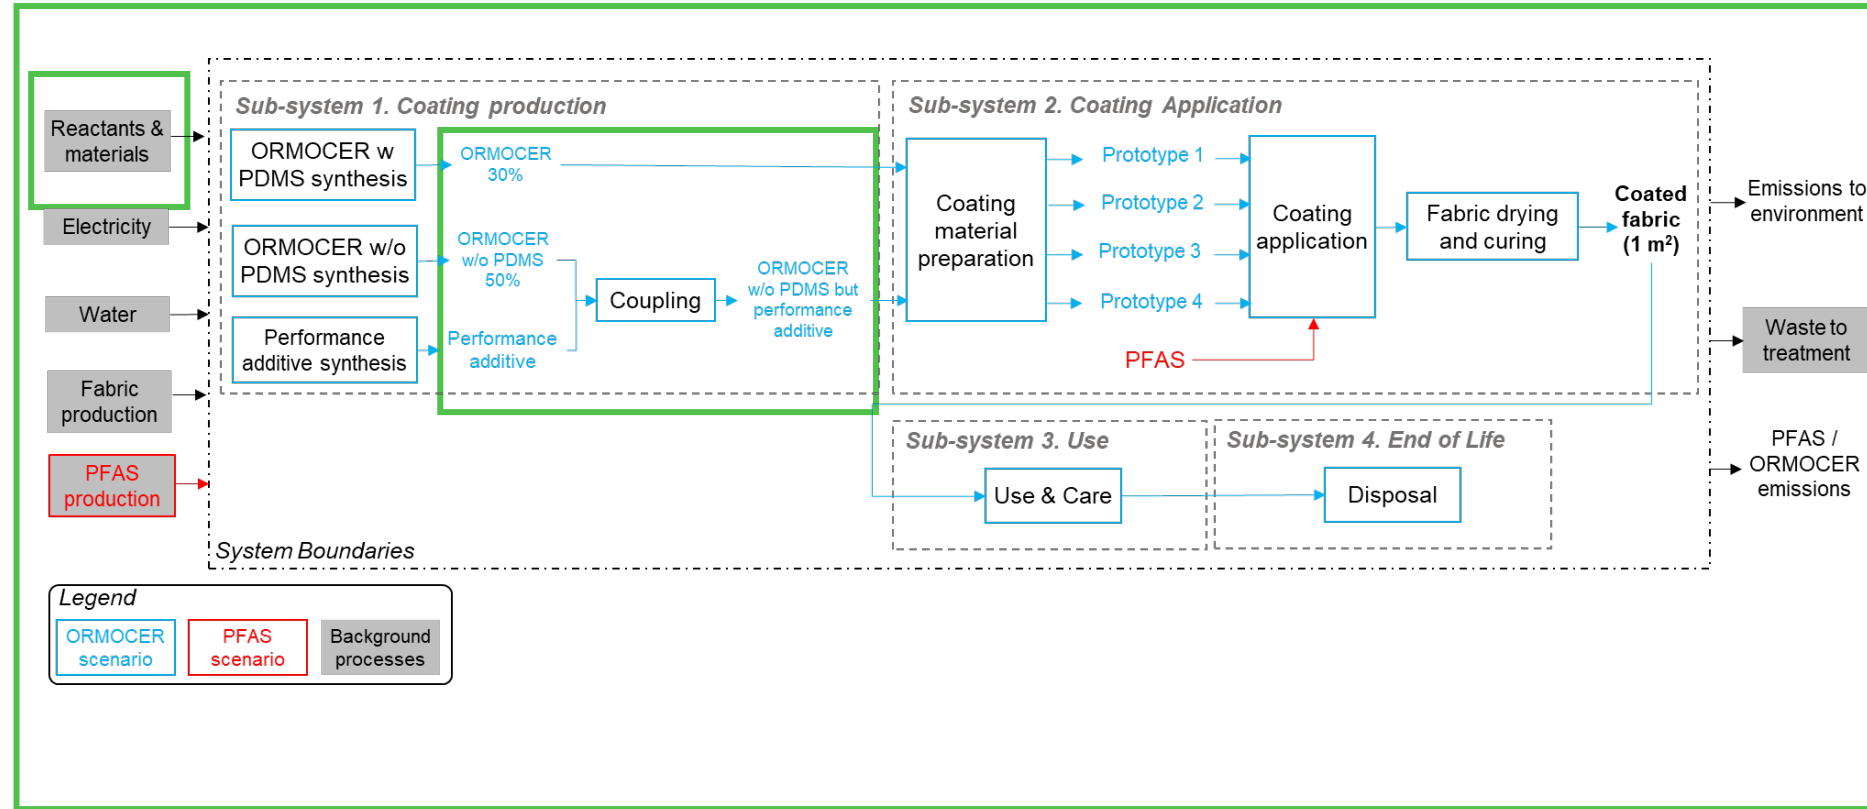 Reactants &
materials
Electricity
Water
Fabric
production
PFAS
production
Sub-system 1. Coating production
ORMOCER w
PDMS synthesis
ORMOCER
30%
ORMOCER w/o
PDMS synthesis
ORMOCER
w/o PDMS
50%
Performance
additive synthesis
Performance
additive
Coupling
ORMOCER
w/o PDMS but
performance
additive
Sub-system 2. Coating Application
Coating
material
preparation
Prototype 1
Prototype 2
Prototype 3
Prototype 4
PFAS
Coating
application
Fabric drying
and curing
Coated
fabric
(1 m²)
Sub-system 3. Use
Use & Care
Sub-system 4. End of Life
Disposal
System Boundaries
Emissions to
environment
Waste to
treatment
PFAS /
ORMOCER
emissions
Legend
ORMOCER
scenario
PFAS
scenario
Background
processes